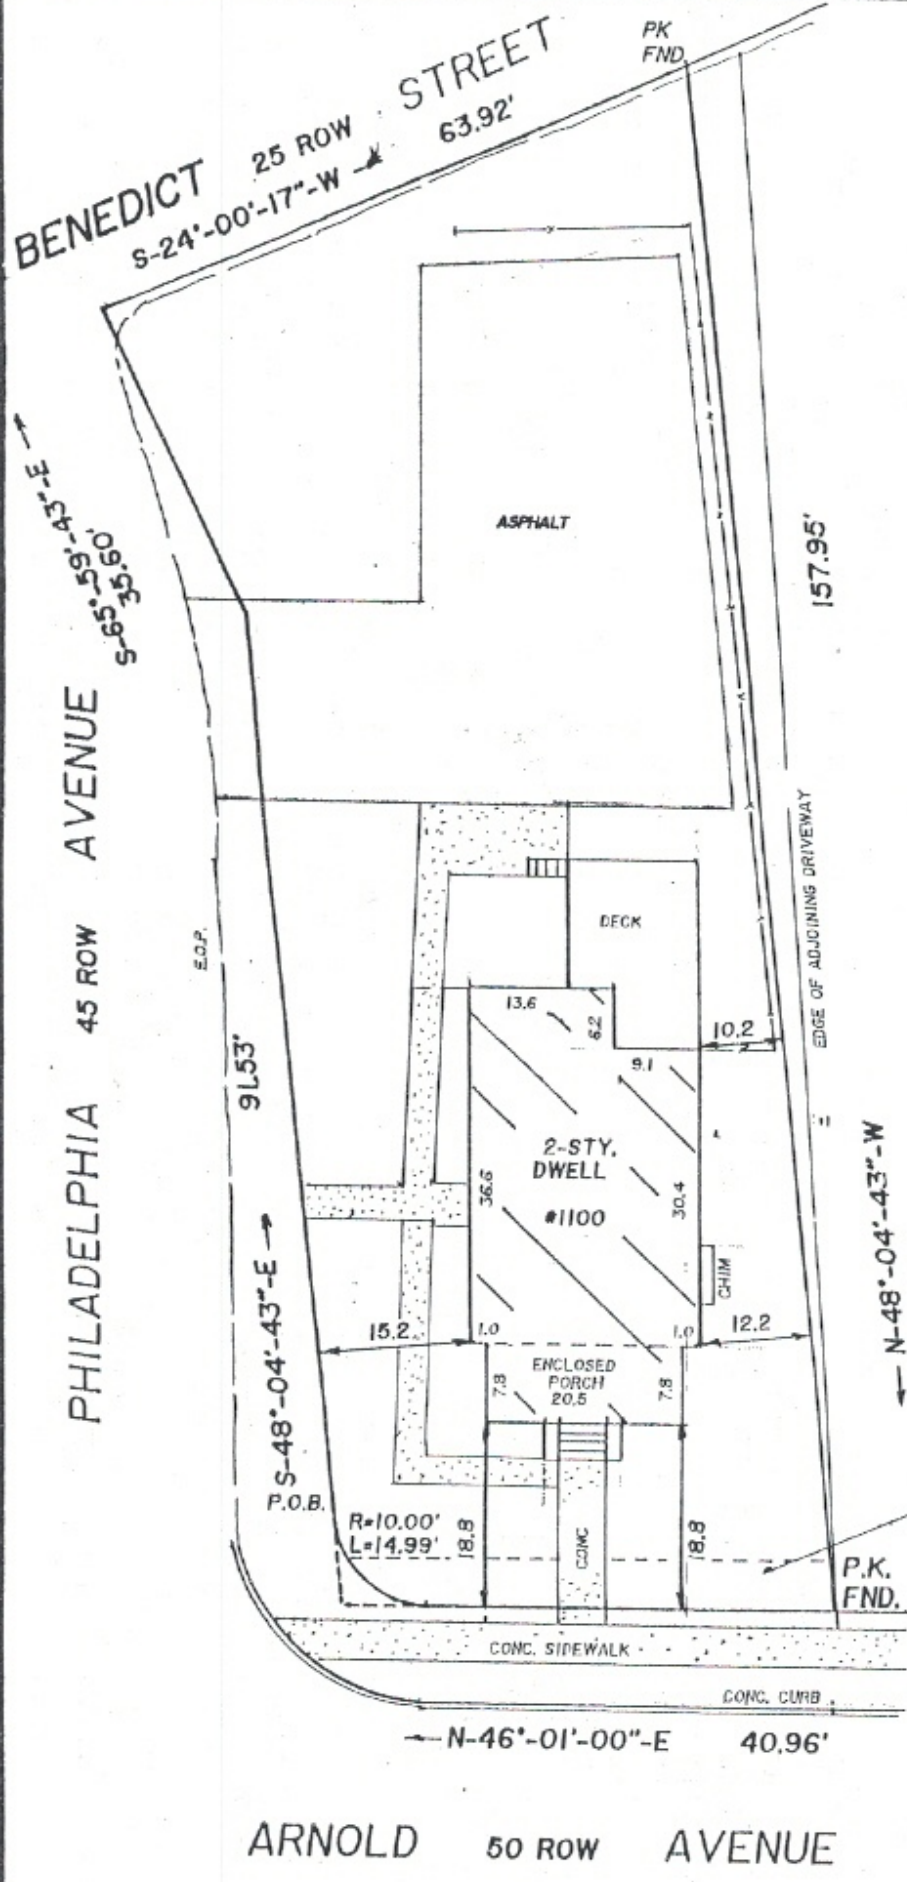 PK
FND
BENEDICT 25 ROW STREET
S-24°-00'-17"-W 63.92'
S-65°-59'-43"-E
35.60'
ASPHALT
157.95'
PHILADELPHIA 45 ROW AVENUE
E.O.P.
DECK
EDGE OF ADJOINING DRIVEWAY
13.6
6.2
10.2
9.1
91.53'
2-STY.
DWELL
#1100
36.6
30.4
CHIM
N-48°-04'-43"-W
S-48°-04'-43"-E
15.2
1.0
1.0
12.2
ENCLOSED
PORCH
20.5
7.8
7.8
P.O.B.
R=10.00'
L=14.99'
18.8
CONC
18.8
P.K.
FND.
CONC. SIDEWALK
CONC. CURB
N-46°-01'-00"-E 40.96'
ARNOLD 50 ROW AVENUE